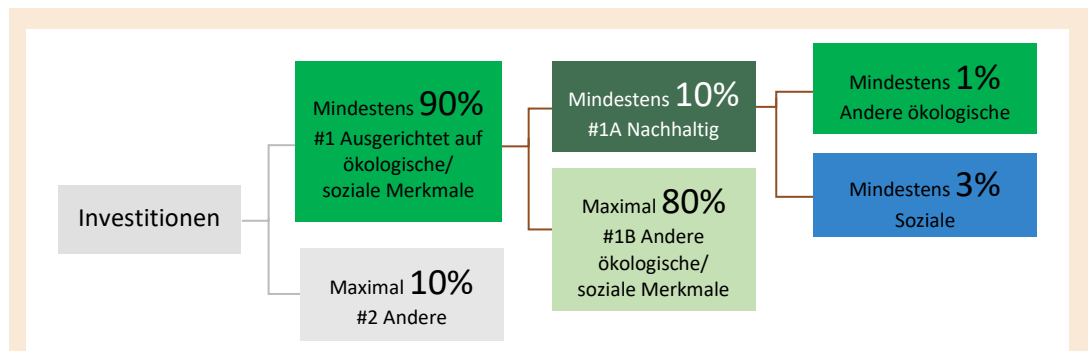 Investitionen
Mindestens 90%
#1 Ausgerichtet auf
ökologische/
soziale Merkmale
Maximal 10%
#2 Andere
Mindestens 10%
#1A Nachhaltig
Maximal 80%
#1B Andere
ökologische/
soziale Merkmale
Mindestens 1%
Andere ökologische
Mindestens 3%
Soziale